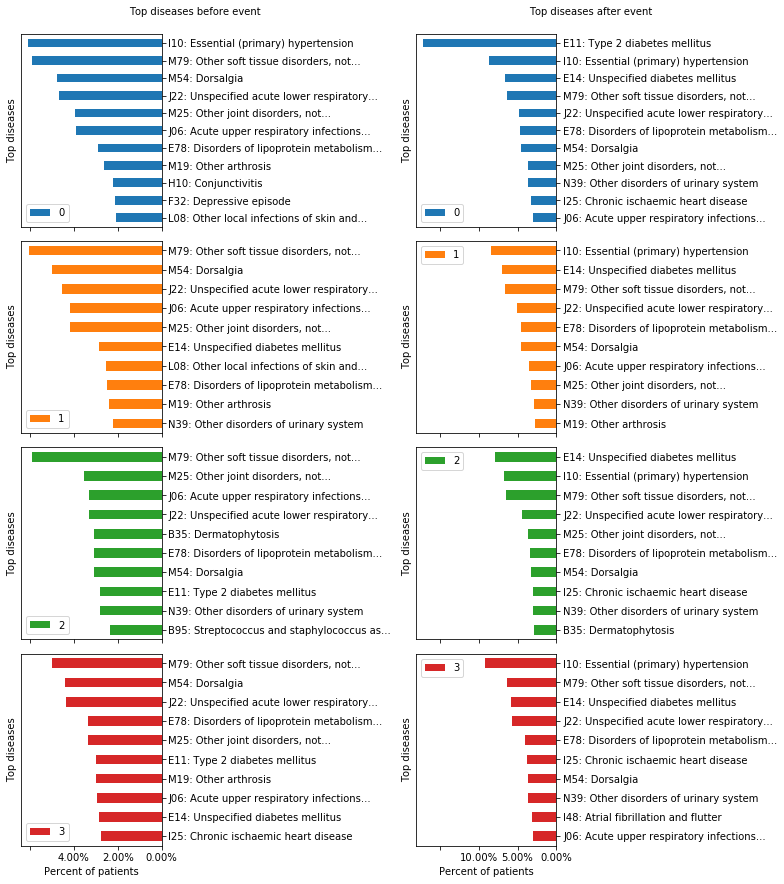 Top diseases before event
Top diseases
I10: Essential (primary) hypertension
M79: Other soft tissue disorders, not...
M54: Dorsalgia
J22: Unspecified acute lower respiratory...
M25: Other joint disorders, not...
J06: Acute upper respiratory infections...
E78: Disorders of lipoprotein metabolism...
M19: Other arthrosis
H10: Conjunctivitis
F32: Depressive episode
L08: Other local infections of skin and...
0
Top diseases after event
Top diseases
E11: Type 2 diabetes mellitus
I10: Essential (primary) hypertension
E14: Unspecified diabetes mellitus
M79: Other soft tissue disorders, not...
J22: Unspecified acute lower respiratory...
E78: Disorders of lipoprotein metabolism...
M54: Dorsalgia
M25: Other joint disorders, not...
N39: Other disorders of urinary system
I25: Chronic ischaemic heart disease
J06: Acute upper respiratory infections...
0
Top diseases
M79: Other soft tissue disorders, not...
M54: Dorsalgia
J22: Unspecified acute lower respiratory...
J06: Acute upper respiratory infections...
M25: Other joint disorders, not...
E14: Unspecified diabetes mellitus
L08: Other local infections of skin and...
E78: Disorders of lipoprotein metabolism...
M19: Other arthrosis
N39: Other disorders of urinary system
1
Top diseases
1
I10: Essential (primary) hypertension
E14: Unspecified diabetes mellitus
M79: Other soft tissue disorders, not...
J22: Unspecified acute lower respiratory...
E78: Disorders of lipoprotein metabolism...
M54: Dorsalgia
J06: Acute upper respiratory infections...
M25: Other joint disorders, not...
N39: Other disorders of urinary system
M19: Other arthrosis
Top diseases
M79: Other soft tissue disorders, not...
M25: Other joint disorders, not...
J06: Acute upper respiratory infections...
J22: Unspecified acute lower respiratory...
B35: Dermatophytosis
E78: Disorders of lipoprotein metabolism...
M54: Dorsalgia
E11: Type 2 diabetes mellitus
N39: Other disorders of urinary system
B95: Streptococcus and staphylococcus as...
2
Top diseases
2
E14: Unspecified diabetes mellitus
I10: Essential (primary) hypertension
M79: Other soft tissue disorders, not...
J22: Unspecified acute lower respiratory...
M25: Other joint disorders, not...
E78: Disorders of lipoprotein metabolism...
M54: Dorsalgia
I25: Chronic ischaemic heart disease
N39: Other disorders of urinary system
B35: Dermatophytosis
Top diseases
M79: Other soft tissue disorders, not...
M54: Dorsalgia
J22: Unspecified acute lower respiratory...
E78: Disorders of lipoprotein metabolism...
M25: Other joint disorders, not...
E11: Type 2 diabetes mellitus
M19: Other arthrosis
J06: Acute upper respiratory infections...
E14: Unspecified diabetes mellitus
I25: Chronic ischaemic heart disease
3
4.00% 2.00% 0.00%
Percent of patients
Top diseases
3
I10: Essential (primary) hypertension
M79: Other soft tissue disorders, not...
E14: Unspecified diabetes mellitus
J22: Unspecified acute lower respiratory...
E78: Disorders of lipoprotein metabolism...
I25: Chronic ischaemic heart disease
M54: Dorsalgia
N39: Other disorders of urinary system
I48: Atrial fibrillation and flutter
J06: Acute upper respiratory infections...
10.00% 5.00% 0.00%
Percent of patients